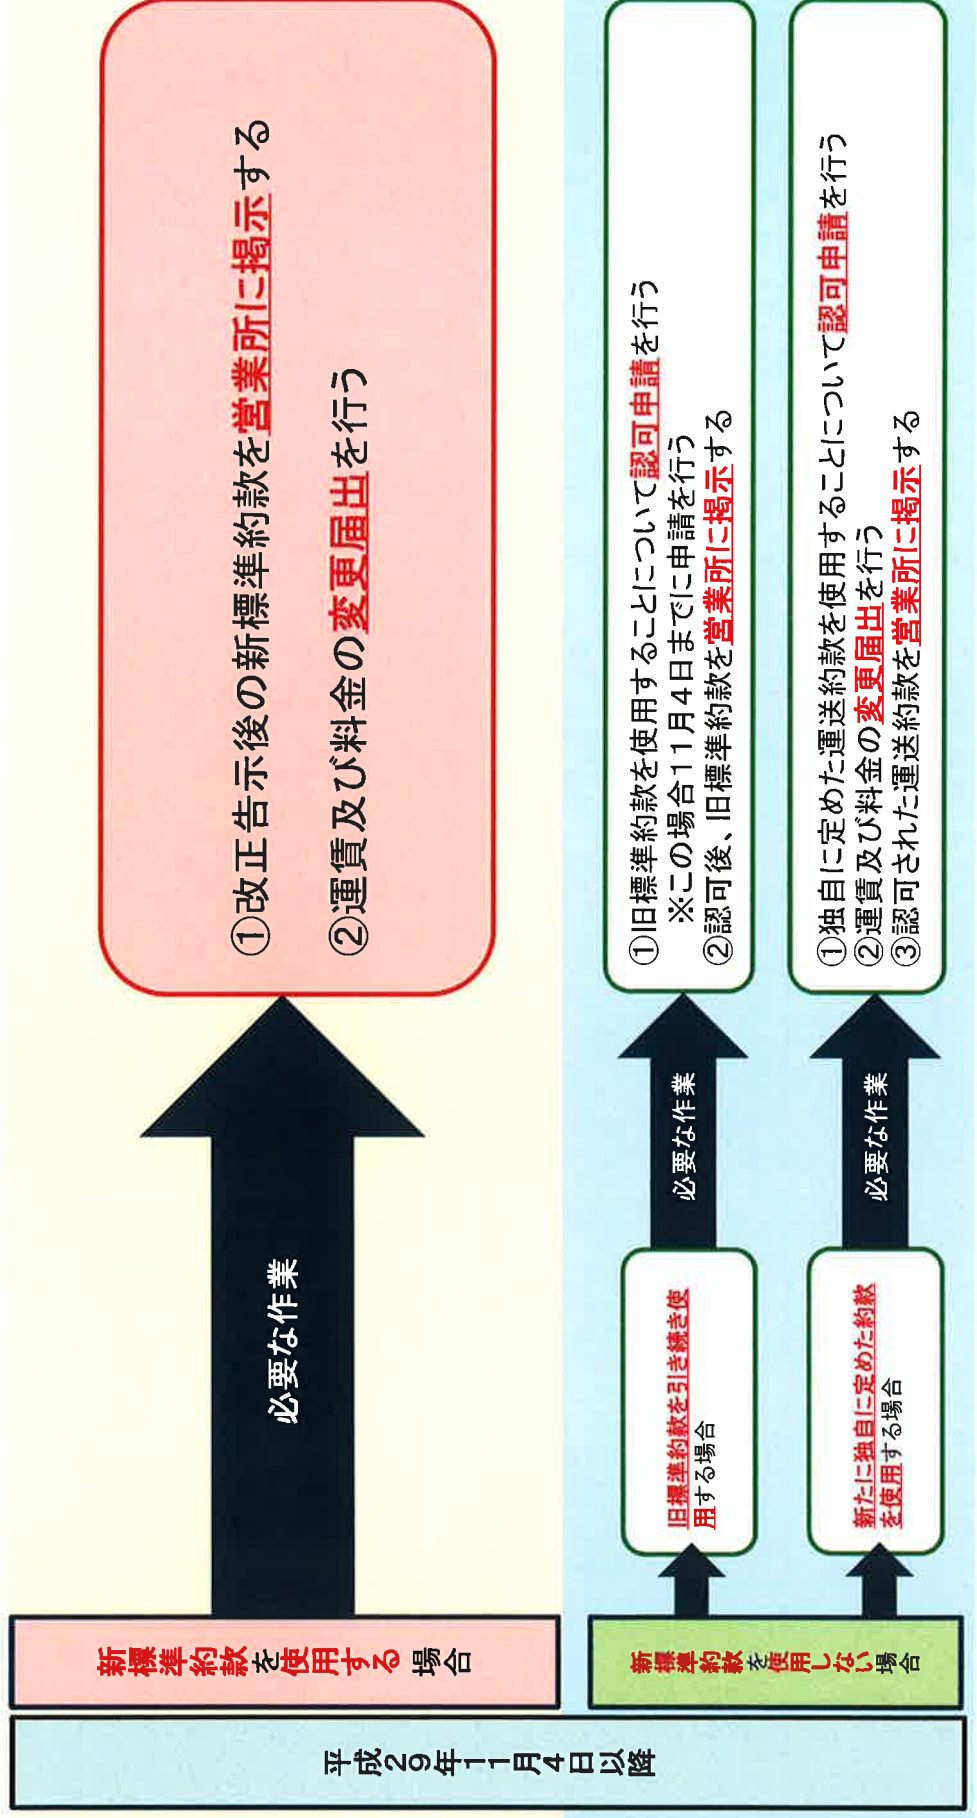 平成29年11月4日以降
新標準約款を使用する 場合
必要な作業
①改正告示後の新標準約款を営業所に掲示する
②運賃及び料金の変更届出を行う
新標準約款を使用しない場合
旧標準約款を引き続き使
用する場合
必要な作業
①旧標準約款を使用することについて認可申請を行う
※この場合11月4日までに申請を行う
②認可後、旧標準約款を営業所に掲示する
新たに独自に定めた約款
を使用する場合
必要な作業
①独自に定めた運送約款を使用することについて認可申請を行う
②運賃及び料金の変更届出を行う
③認可された運送約款を営業所に掲示する